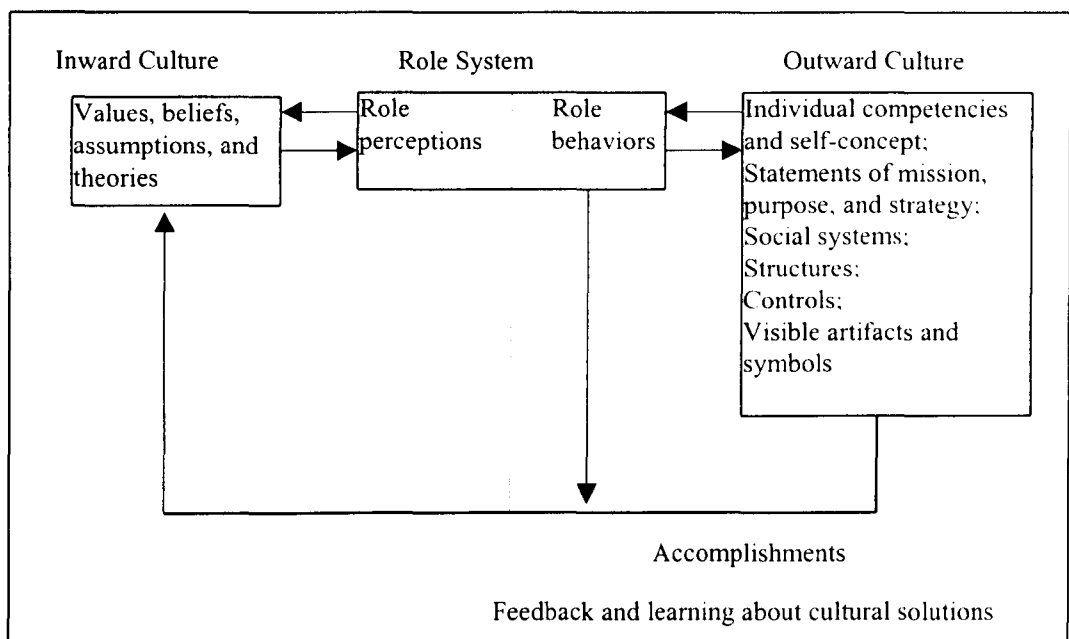 Inward Culture
Role System
Outward Culture
Values, beliefs,
assumptions, and
theories
Role
perceptions
Role
behaviors
Individual competencies
and self-concept;
Statements of mission,
purpose, and strategy;
Social systems;
Structures;
Controls;
Visible artifacts and
symbols
Accomplishments
Feedback and learning about cultural solutions